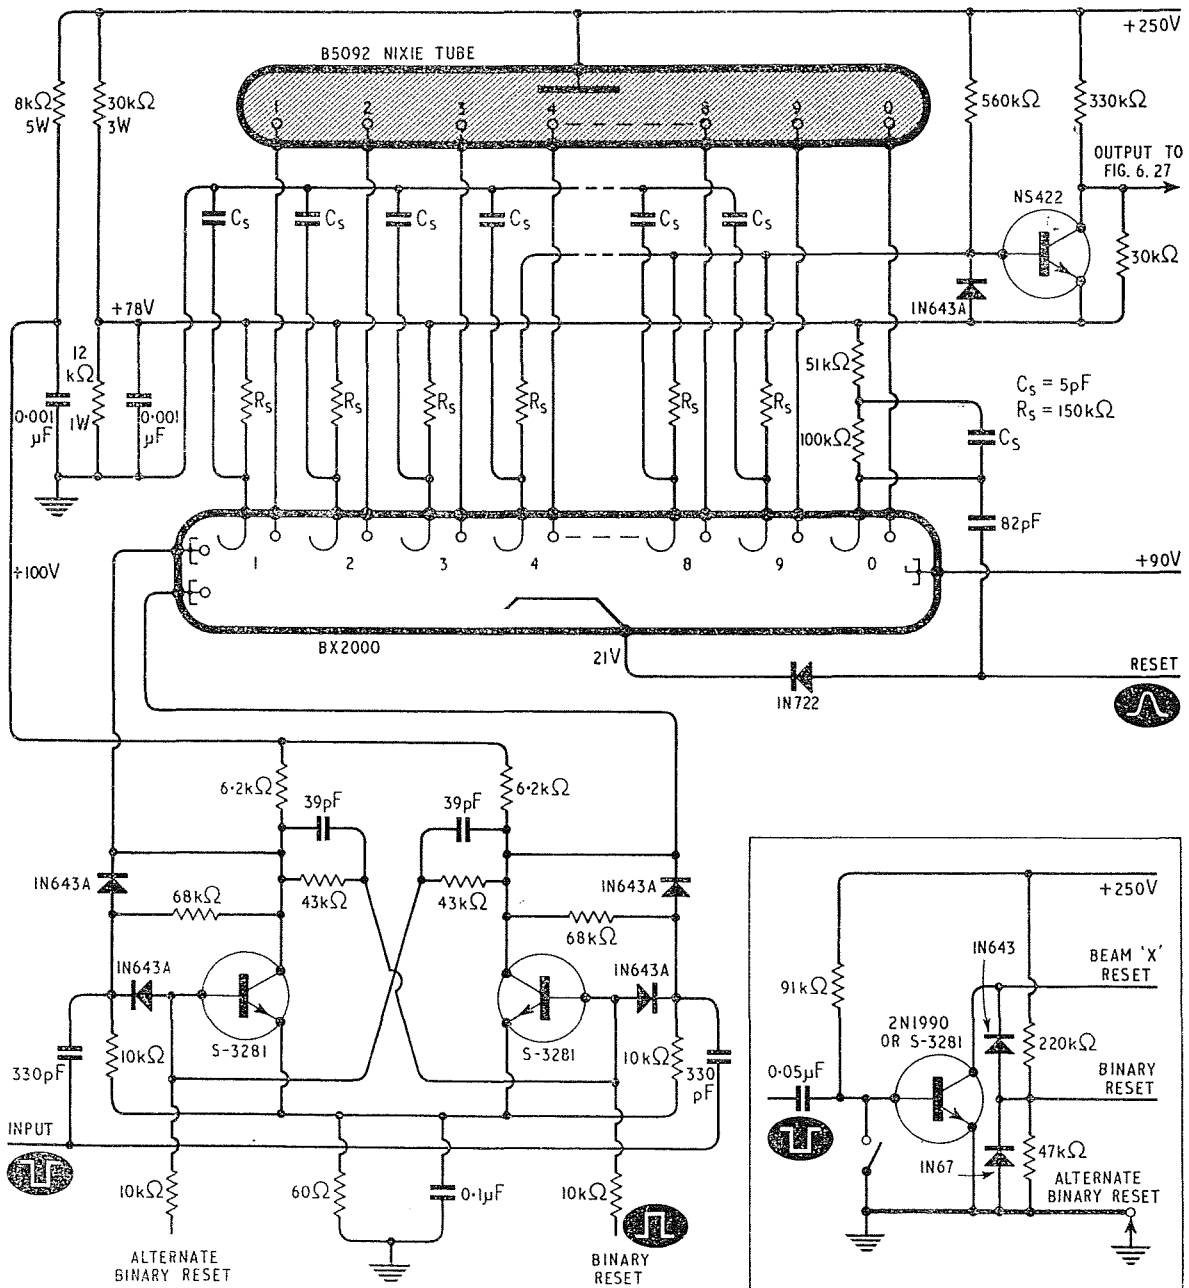 +250V
B5092 NIXIE TUBE
8kΩ
5W
30kΩ
3W
1
2
3
4
8
9
0
560kΩ
330kΩ
OUTPUT TO
FIG. 6.27
NS422
Cs
Cs
Cs
Cs
Cs
Cs
30kΩ
IN643A
+78V
12
kΩ
1W
0·001
μF
0·001
μF
Rs
Rs
Rs
Rs
Rs
Rs
51kΩ
100kΩ
Cs = 5pF
Rs = 150kΩ
Cs
82pF
+100V
1
2
3
4
8
9
0
+90V
BX2000
21V
IN722
RESET
6·2kΩ
39pF
39pF
6·2kΩ
IN643A
68kΩ
43kΩ
43kΩ
IN643A
68kΩ
IN643A
IN643A
S-3281
S-3281
330pF
10kΩ
10kΩ
330
pF
INPUT
10kΩ
60Ω
0·1μF
10kΩ
ALTERNATE
BINARY RESET
BINARY
RESET
+250V
IN643
BEAM 'X'
RESET
91kΩ
2N1990
OR S-3281
220kΩ
0·05μF
BINARY
RESET
IN67
47kΩ
ALTERNATE
BINARY RESET